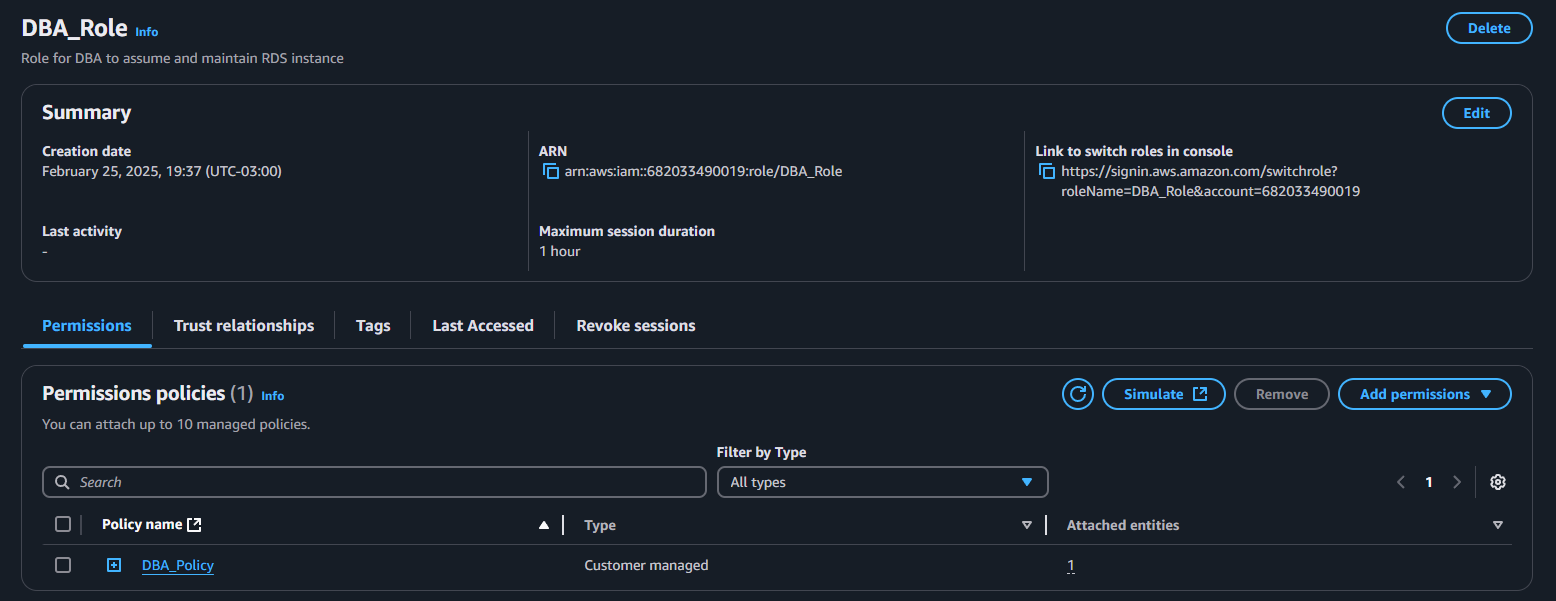 DBA_Role Info
Delete
Role for DBA to assume and maintain RDS instance
Summary
Edit
Creation date
February 25, 2025, 19:37 (UTC-03:00)
ARN
arn:aws:iam::682033490019:role/DBA_Role
Link to switch roles in console
https://signin.aws.amazon.com/switchrole?
roleName=DBA_Role&account=682033490019
Last activity
-
Maximum session duration
1 hour
Permissions
Trust relationships
Tags
Last Accessed
Revoke sessions
Permissions policies (1) Info
Simulate
Remove
Add permissions
You can attach up to 10 managed policies.
Filter by Type
Search
All types
1
Policy name
Type
Attached entities
DBA_Policy
Customer managed
1